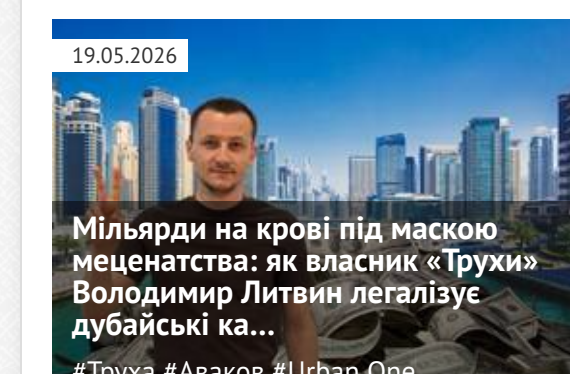 19.05.2026
Мільярди на крові під маскою
меценатства: як власник «Трухи»
Володимир Литвин легалізує
дубайські ка...
#Труха #Аваков #Urban One